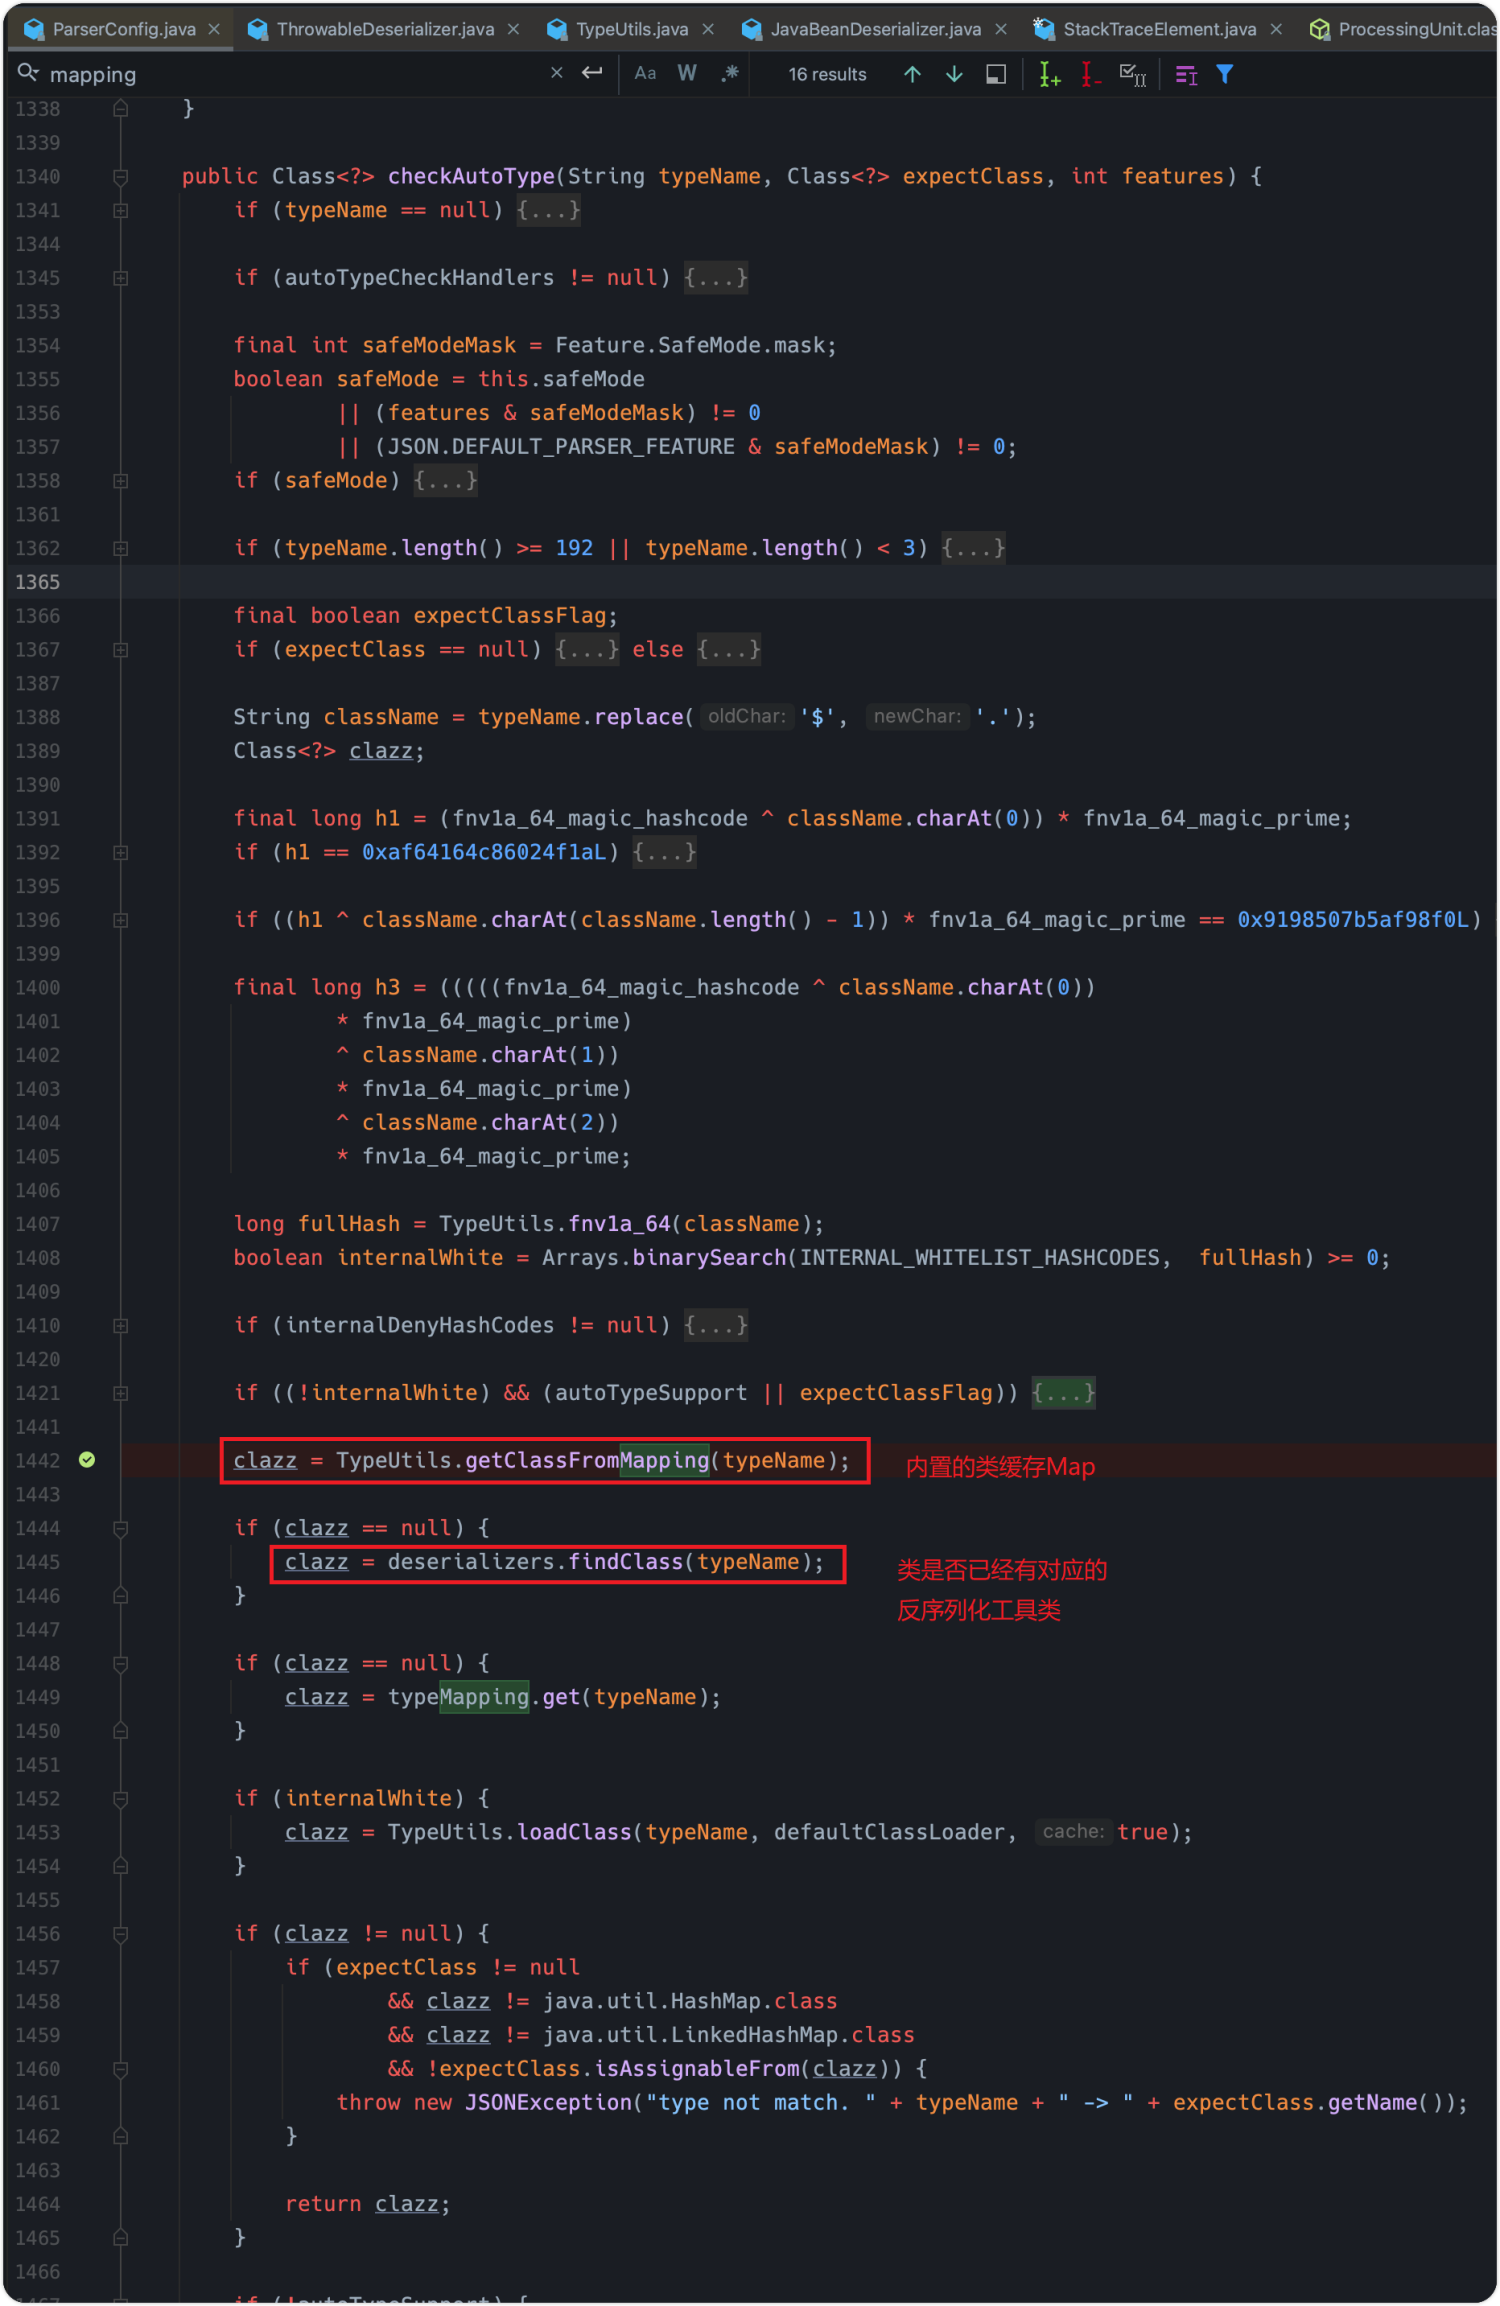 ParserConfig.java × ThrowableDeserializer.java × TypeUtils.java × JavaBeanDeserializer.java × StackTraceElement.java × ProcessingUnit.clas
mapping × Aa W .* 16 results
1338 }
1339
1340 public Class<?> checkAutoType(String typeName, Class<?> expectClass, int features) {
1341 if (typeName == null) {...}
1344
1345 if (autoTypeCheckHandlers != null) {...}
1353
1354 final int safeModeMask = Feature.SafeMode.mask;
1355 boolean safeMode = this.safeMode
1356 || (features & safeModeMask) != 0
1357 || (JSON.DEFAULT_PARSER_FEATURE & safeModeMask) != 0;
1358 if (safeMode) {...}
1361
1362 if (typeName.length() >= 192 || typeName.length() < 3) {...}
1365
1366 final boolean expectClassFlag;
1367 if (expectClass == null) {...} else {...}
1387
1388 String className = typeName.replace( oldChar: '$', newChar: '.');
1389 Class<?> clazz;
1390
1391 final long h1 = (fnv1a_64_magic_hashcode ^ className.charAt(0)) * fnv1a_64_magic_prime;
1392 if (h1 == 0xaf64164c86024f1aL) {...}
1395
1396 if ((h1 ^ className.charAt(className.length() - 1)) * fnv1a_64_magic_prime == 0x9198507b5af98f0L)
1399
1400 final long h3 = (((((fnv1a_64_magic_hashcode ^ className.charAt(0))
1401 * fnv1a_64_magic_prime)
1402 ^ className.charAt(1))
1403 * fnv1a_64_magic_prime)
1404 ^ className.charAt(2))
1405 * fnv1a_64_magic_prime;
1406
1407 long fullHash = TypeUtils.fnv1a_64(className);
1408 boolean internalWhite = Arrays.binarySearch(INTERNAL_WHITELIST_HASHCODES, fullHash) >= 0;
1409
1410 if (internalDenyHashCodes != null) {...}
1420
1421 if ((!internalWhite) && (autoTypeSupport || expectClassFlag)) {...}
1441
1442 clazz = TypeUtils.getClassFromMapping(typeName); 内置的类缓存Map
1443
1444 if (clazz == null) {
1445 clazz = deserializers.findClass(typeName); 类是否已经有对应的
1446 } 反序列化工具类
1447
1448 if (clazz == null) {
1449 clazz = typeMapping.get(typeName);
1450 }
1451
1452 if (internalWhite) {
1453 clazz = TypeUtils.loadClass(typeName, defaultClassLoader, cache: true);
1454 }
1455
1456 if (clazz != null) {
1457 if (expectClass != null
1458 && clazz != java.util.HashMap.class
1459 && clazz != java.util.LinkedHashMap.class
1460 && !expectClass.isAssignableFrom(clazz)) {
1461 throw new JSONException("type not match. " + typeName + " -> " + expectClass.getName());
1462 }
1463
1464 return clazz;
1465 }
1466
1467 if (!autoTypeSupport) {